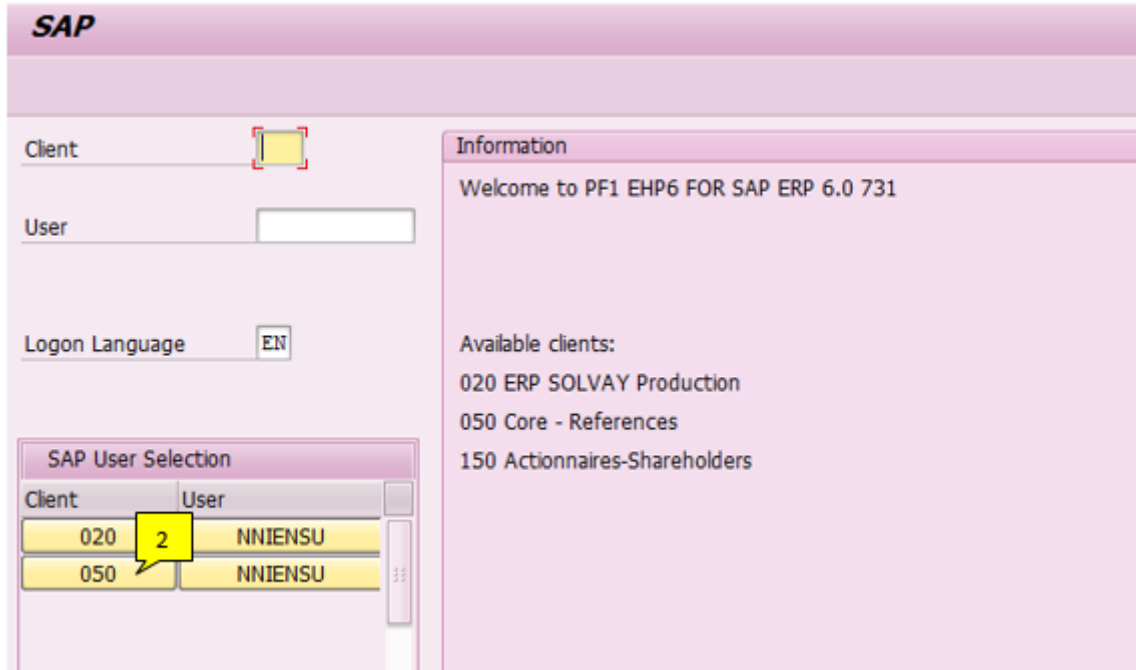 SAP
Client
User
Logon Language EN
SAP User Selection
Client User
020 NNIENSU
2
050 NNIENSU
Information
Welcome to PF1 EHP6 FOR SAP ERP 6.0 731
Available clients:
020 ERP SOLVAY Production
050 Core - References
150 Actionnaires-Shareholders